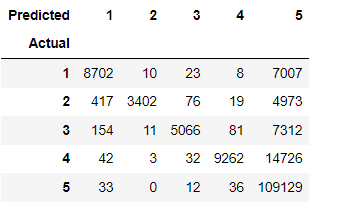 Predicted 1 2 3 4 5
Actual
1 8702 10 23 8 7007
2 417 3402 76 19 4973
3 154 11 5066 81 7312
4 42 3 32 9262 14726
5 33 0 12 36 109129